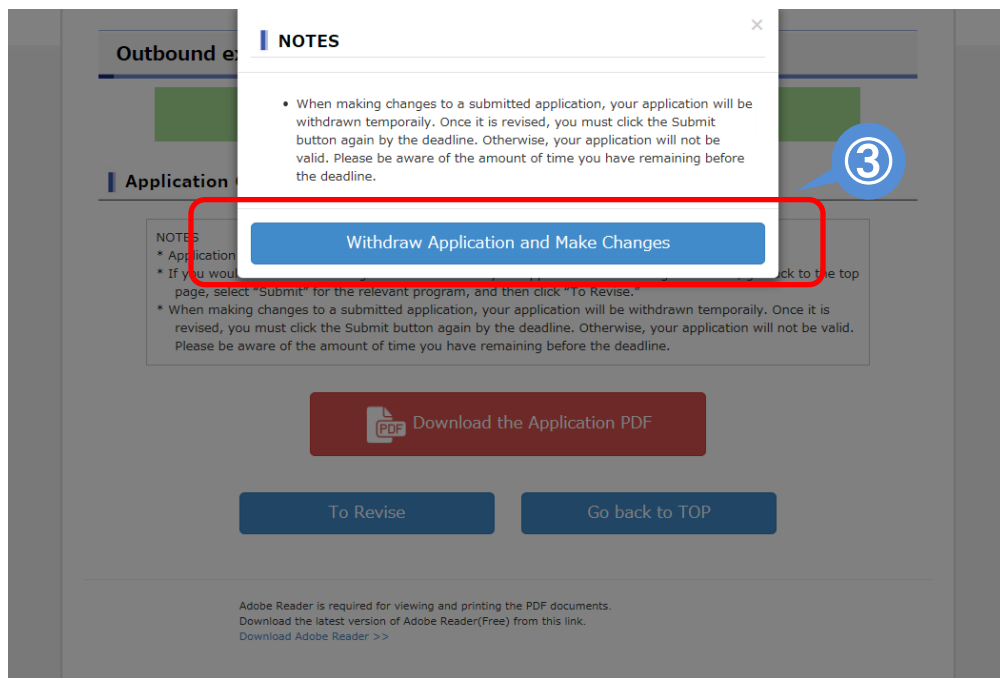 NOTES
×
Outbound e
• When making changes to a submitted application, your application will be
withdrawn temporaily. Once it is revised, you must click the Submit
button again by the deadline. Otherwise, your application will not be
valid. Please be aware of the amount of time you have remaining before
the deadline.
③
Application
Withdraw Application and Make Changes
NOTES
* Application
* If you woul ck to the top
page, select “Submit” for the relevant program, and then click “To Revise.”
* When making changes to a submitted application, your application will be withdrawn temporaily. Once it is
revised, you must click the Submit button again by the deadline. Otherwise, your application will not be valid.
Please be aware of the amount of time you have remaining before the deadline.
PDF Download the Application PDF
To Revise
Go back to TOP
Adobe Reader is required for viewing and printing the PDF documents.
Download the latest version of Adobe Reader(Free) from this link.
Download Adobe Reader >>